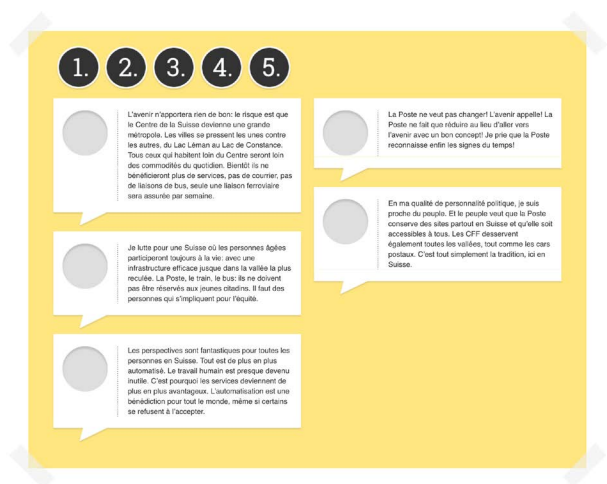 1. 2. 3. 4. 5.
L'avenir n'apportera rien de bon: le risque est que
le Centre de la Suisse devienne une grande
métropole. Les villes se pressent les unes contre
les autres, du Lac Léman au Lac de Constance.
Tous ceux qui habitent loin du Centre seront loin
des commodités du quotidien. Bientôt ils ne
bénéficieront plus de services, pas de courrier, pas
de liaisons de bus, seule une liaison ferroviaire
sera assurée par semaine.
Je lutte pour une Suisse où les personnes âgées
participeront toujours à la vie: avec une
infrastructure efficace jusque dans la vallée la plus
reculée. La Poste, le train, le bus: ils ne doivent
pas être réservés aux jeunes citadins. Il faut des
personnes qui s'impliquent pour l'équité.
Les perspectives sont fantastiques pour toutes les
personnes en Suisse. Tout est de plus en plus
automatisé. Le travail humain est presque devenu
inutile. C'est pourquoi les services deviennent de
plus en plus avantageux. L'automatisation est une
bénédiction pour tout le monde, même si certains
se refusent à l'accepter.
La Poste ne veut pas changer! L'avenir appelle! La
Poste ne fait que réduire au lieu d'aller vers
l'avenir avec un bon concept! Je prie que la Poste
reconnaisse enfin les signes du temps!
En ma qualité de personnalité politique, je suis
proche du peuple. Et le peuple veut que la Poste
conserve des sites partout en Suisse et qu'elle soit
accessibles à tous. Les CFF desservent
également toutes les vallées, tout comme les cars
postaux. C'est tout simplement la tradition, ici en
Suisse.